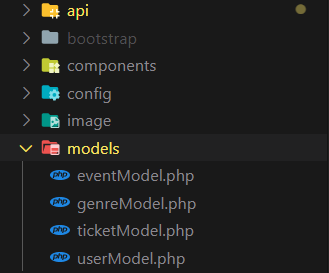 api
bootstrap
components
config
image
models
php eventModel.php
php genreModel.php
php ticketModel.php
php userModel.php